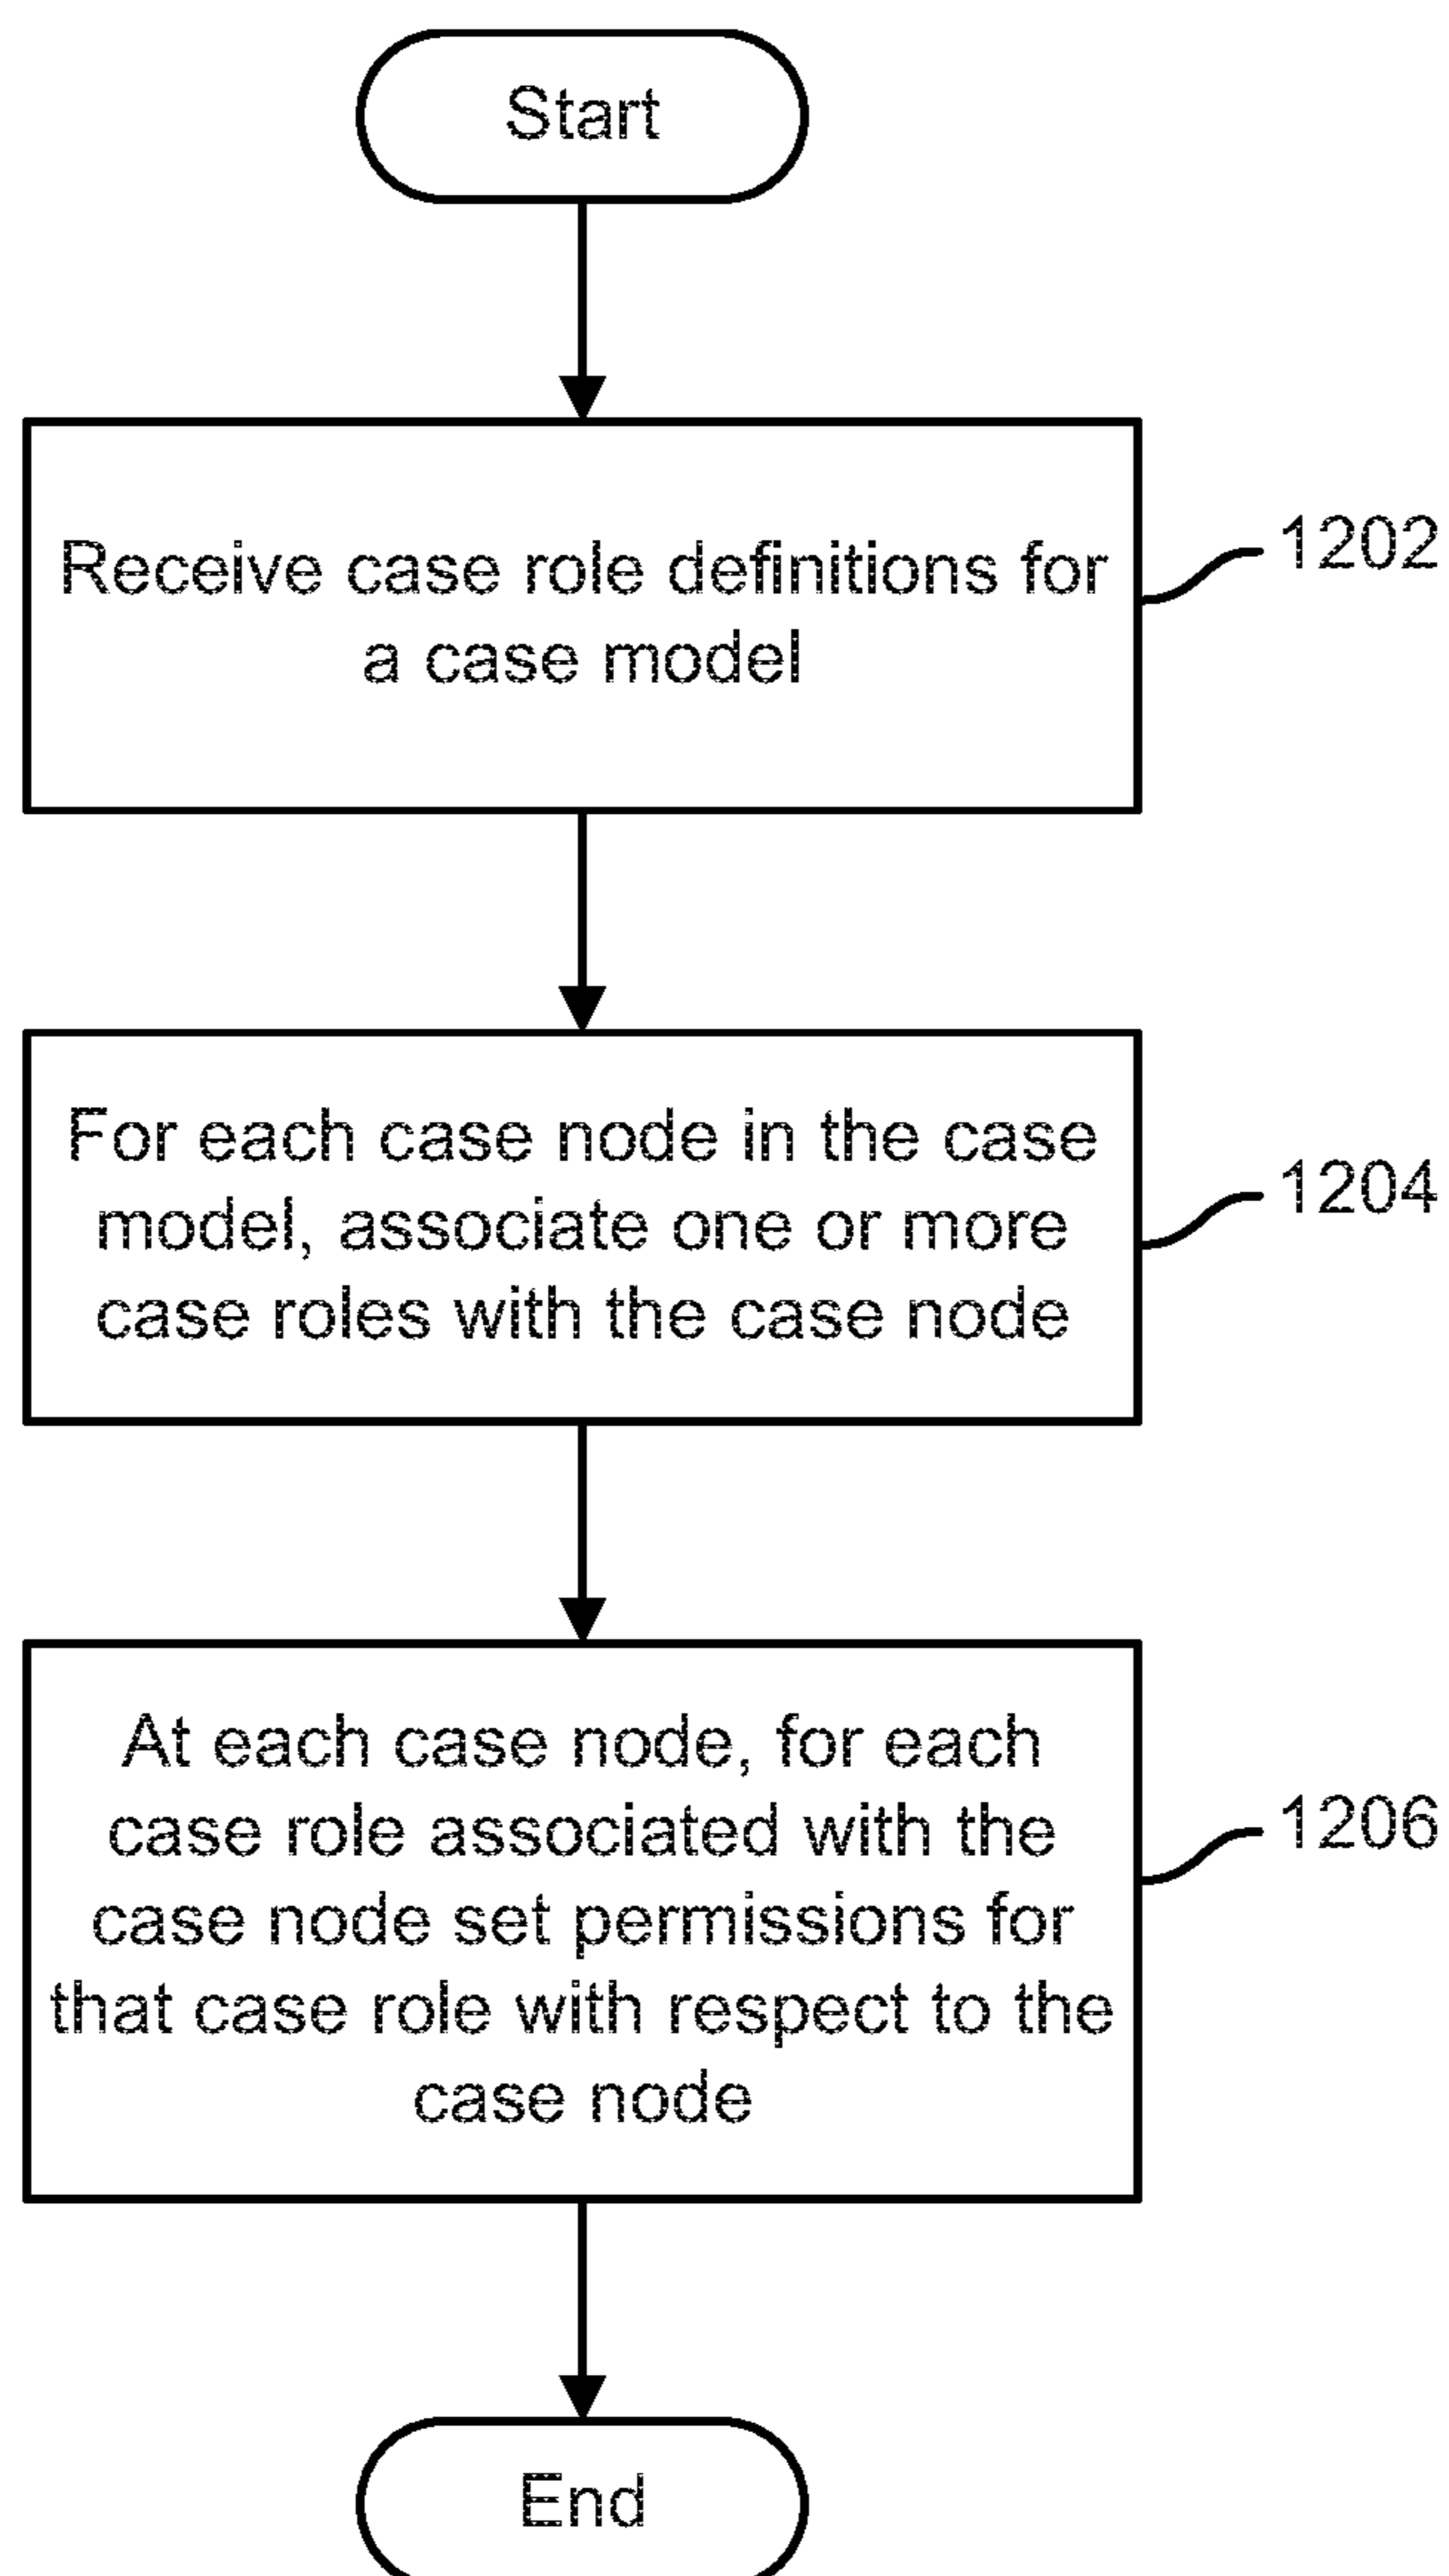 Start
Receive case role definitions for
a case model
1202
For each case node in the case
model, associate one or more
case roles with the case node
1204
At each case node, for each
case role associated with the
case node set permissions for
that case role with respect to the
case node
1206
End